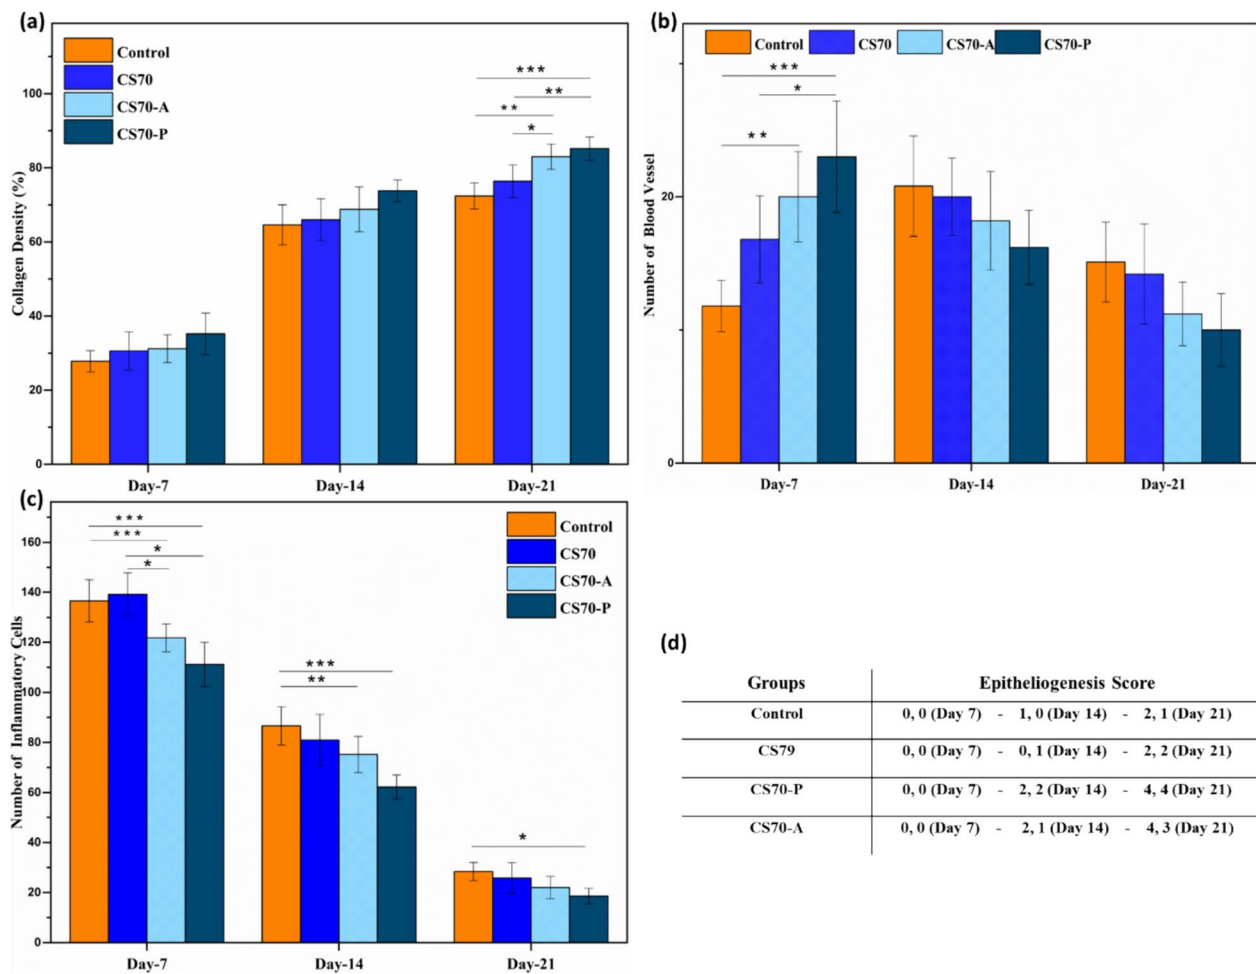 (a)
Control
CS70
CS70-A
CS70-P
***
**
**
*
100
80
60
40
20
0
Collagen Density (%)
Day-7
Day-14
Day-21
(b)
Control
CS70
CS70-A
CS70-P
***
*
**
20
0
Number of Blood Vessel
Day-7
Day-14
Day-21
(c)
Control
CS70
CS70-A
CS70-P
***
***
*
*
***
**
*
160
140
120
100
80
60
40
20
0
Number of Inflammatory Cells
Day-7
Day-14
Day-21
(d)
Groups Epitheliogenesis Score
Control 0, 0 (Day 7) - 1, 0 (Day 14) - 2, 1 (Day 21)
CS79 0, 0 (Day 7) - 0, 1 (Day 14) - 2, 2 (Day 21)
CS70-P 0, 0 (Day 7) - 2, 2 (Day 14) - 4, 4 (Day 21)
CS70-A 0, 0 (Day 7) - 2, 1 (Day 14) - 4, 3 (Day 21)